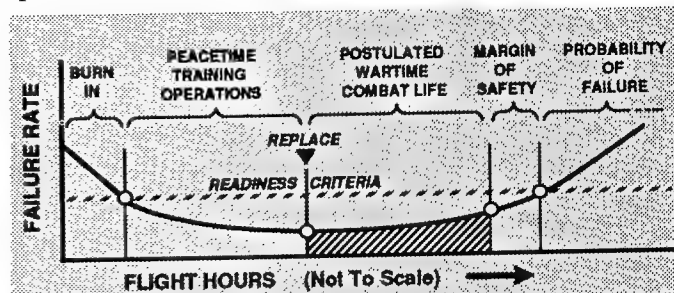 BURN
IN
PEACETIME
TRAINING
OPERATIONS
POSTULATED
WARTIME
COMBAT LIFE
MARGIN
OF
SAFETY
PROBABILITY
OF
FAILURE
REPLACE
READINESS CRITERIA
FAILURE RATE
FLIGHT HOURS (Not To Scale)